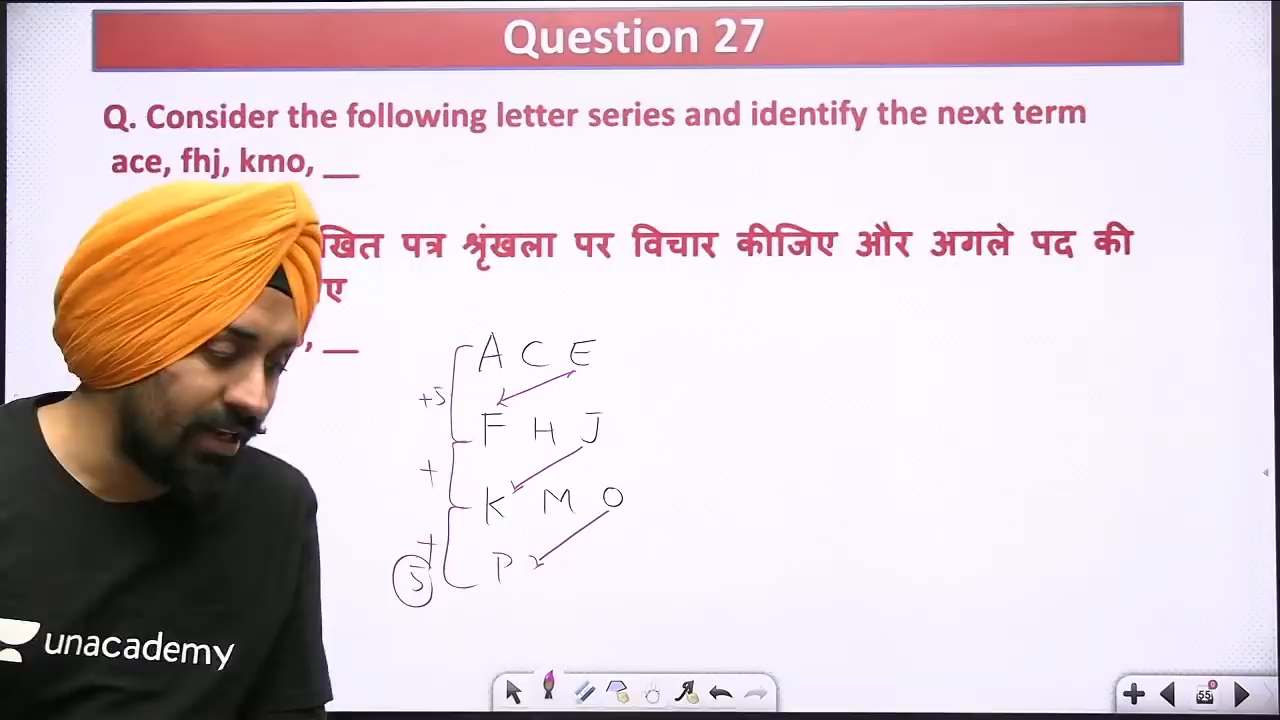 Question 27
Q. Consider the following letter series and identify the next term
ace, fhj, kmo, __
पत्र श्रृंखला पर विचार कीजिए और अगले पद की
, __
A C E
+5
F H J
+
K M O
+
P
5
unacademy
55